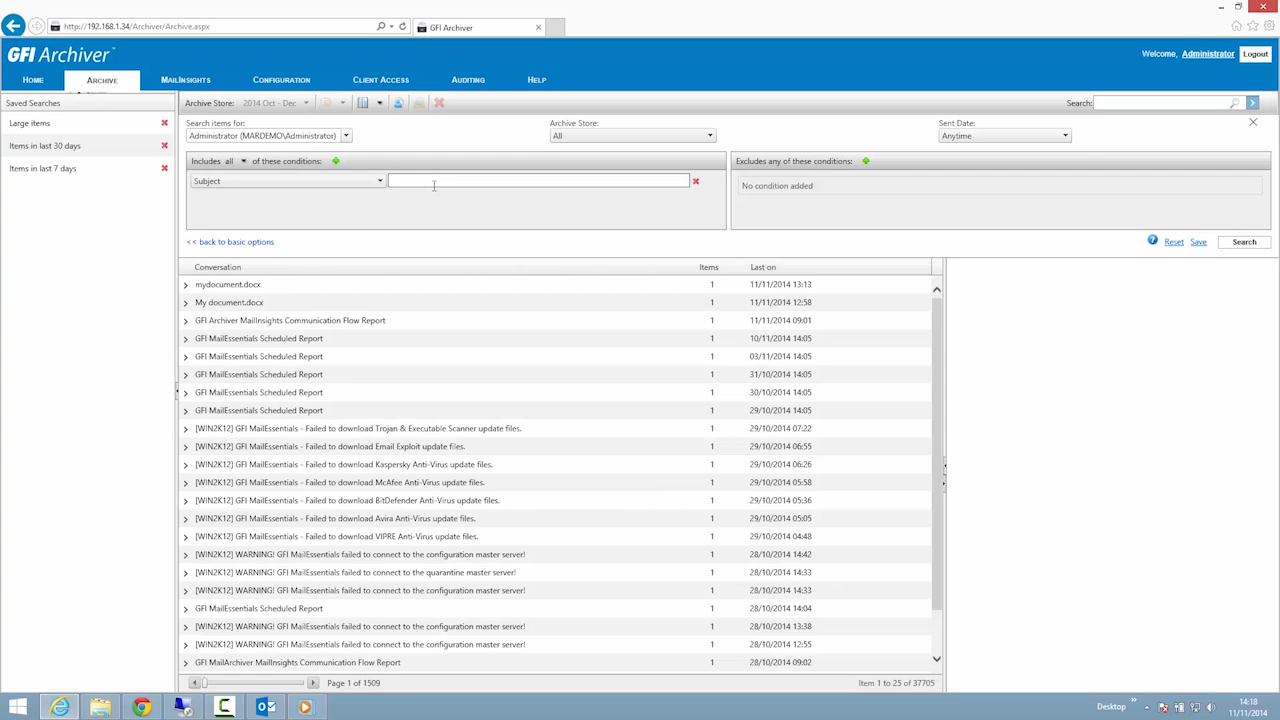 http://192.168.1.34/Archiver/Archive.aspx
GFI Archiver
GFI Archiver™
Welcome, Administrator
Logout
HOME
ARCHIVE
MAILINSIGHTS
CONFIGURATION
CLIENT ACCESS
AUDITING
HELP
Saved Searches
Archive Store: 2014 Oct - Dec
Search:
Large items
Items in last 30 days
Items in last 7 days
Search items for:
Archive Store:
Sent Date:
Administrator (MARDEMO\Administrator)
All
Anytime
Includes all of these conditions:
Excludes any of these conditions:
Subject
No condition added
<< back to basic options
Reset
Save
Search
Conversation Items Last on
mydocument.docx 1 11/11/2014 13:13
My document.docx 1 11/11/2014 12:58
GFI Archiver MailInsights Communication Flow Report 1 11/11/2014 09:01
GFI MailEssentials Scheduled Report 1 10/11/2014 14:05
GFI MailEssentials Scheduled Report 1 03/11/2014 14:05
GFI MailEssentials Scheduled Report 1 31/10/2014 14:05
GFI MailEssentials Scheduled Report 1 30/10/2014 14:05
GFI MailEssentials Scheduled Report 1 29/10/2014 14:05
[WIN2K12] GFI MailEssentials - Failed to download Trojan & Executable Scanner update files. 1 29/10/2014 07:22
[WIN2K12] GFI MailEssentials - Failed to download Email Exploit update files. 1 29/10/2014 06:55
[WIN2K12] GFI MailEssentials - Failed to download Kaspersky Anti-Virus update files. 1 29/10/2014 06:26
[WIN2K12] GFI MailEssentials - Failed to download McAfee Anti-Virus update files. 1 29/10/2014 05:58
[WIN2K12] GFI MailEssentials - Failed to download BitDefender Anti-Virus update files. 1 29/10/2014 05:36
[WIN2K12] GFI MailEssentials - Failed to download Avira Anti-Virus update files. 1 29/10/2014 05:05
[WIN2K12] GFI MailEssentials - Failed to download VIPRE Anti-Virus update files. 1 29/10/2014 04:48
[WIN2K12] WARNING! GFI MailEssentials failed to connect to the configuration master server! 1 28/10/2014 14:42
[WIN2K12] WARNING! GFI MailEssentials failed to connect to the quarantine master server! 1 28/10/2014 14:33
[WIN2K12] WARNING! GFI MailEssentials failed to connect to the configuration master server! 1 28/10/2014 14:33
GFI MailEssentials Scheduled Report 1 28/10/2014 14:04
[WIN2K12] WARNING! GFI MailEssentials failed to connect to the configuration master server! 1 28/10/2014 13:38
[WIN2K12] WARNING! GFI MailEssentials failed to connect to the configuration master server! 1 28/10/2014 12:55
GFI MailArchiver MailInsights Communication Flow Report 1 28/10/2014 09:02
Page 1 of 1509
Item 1 to 25 of 37705
Desktop
14:18
11/11/2014